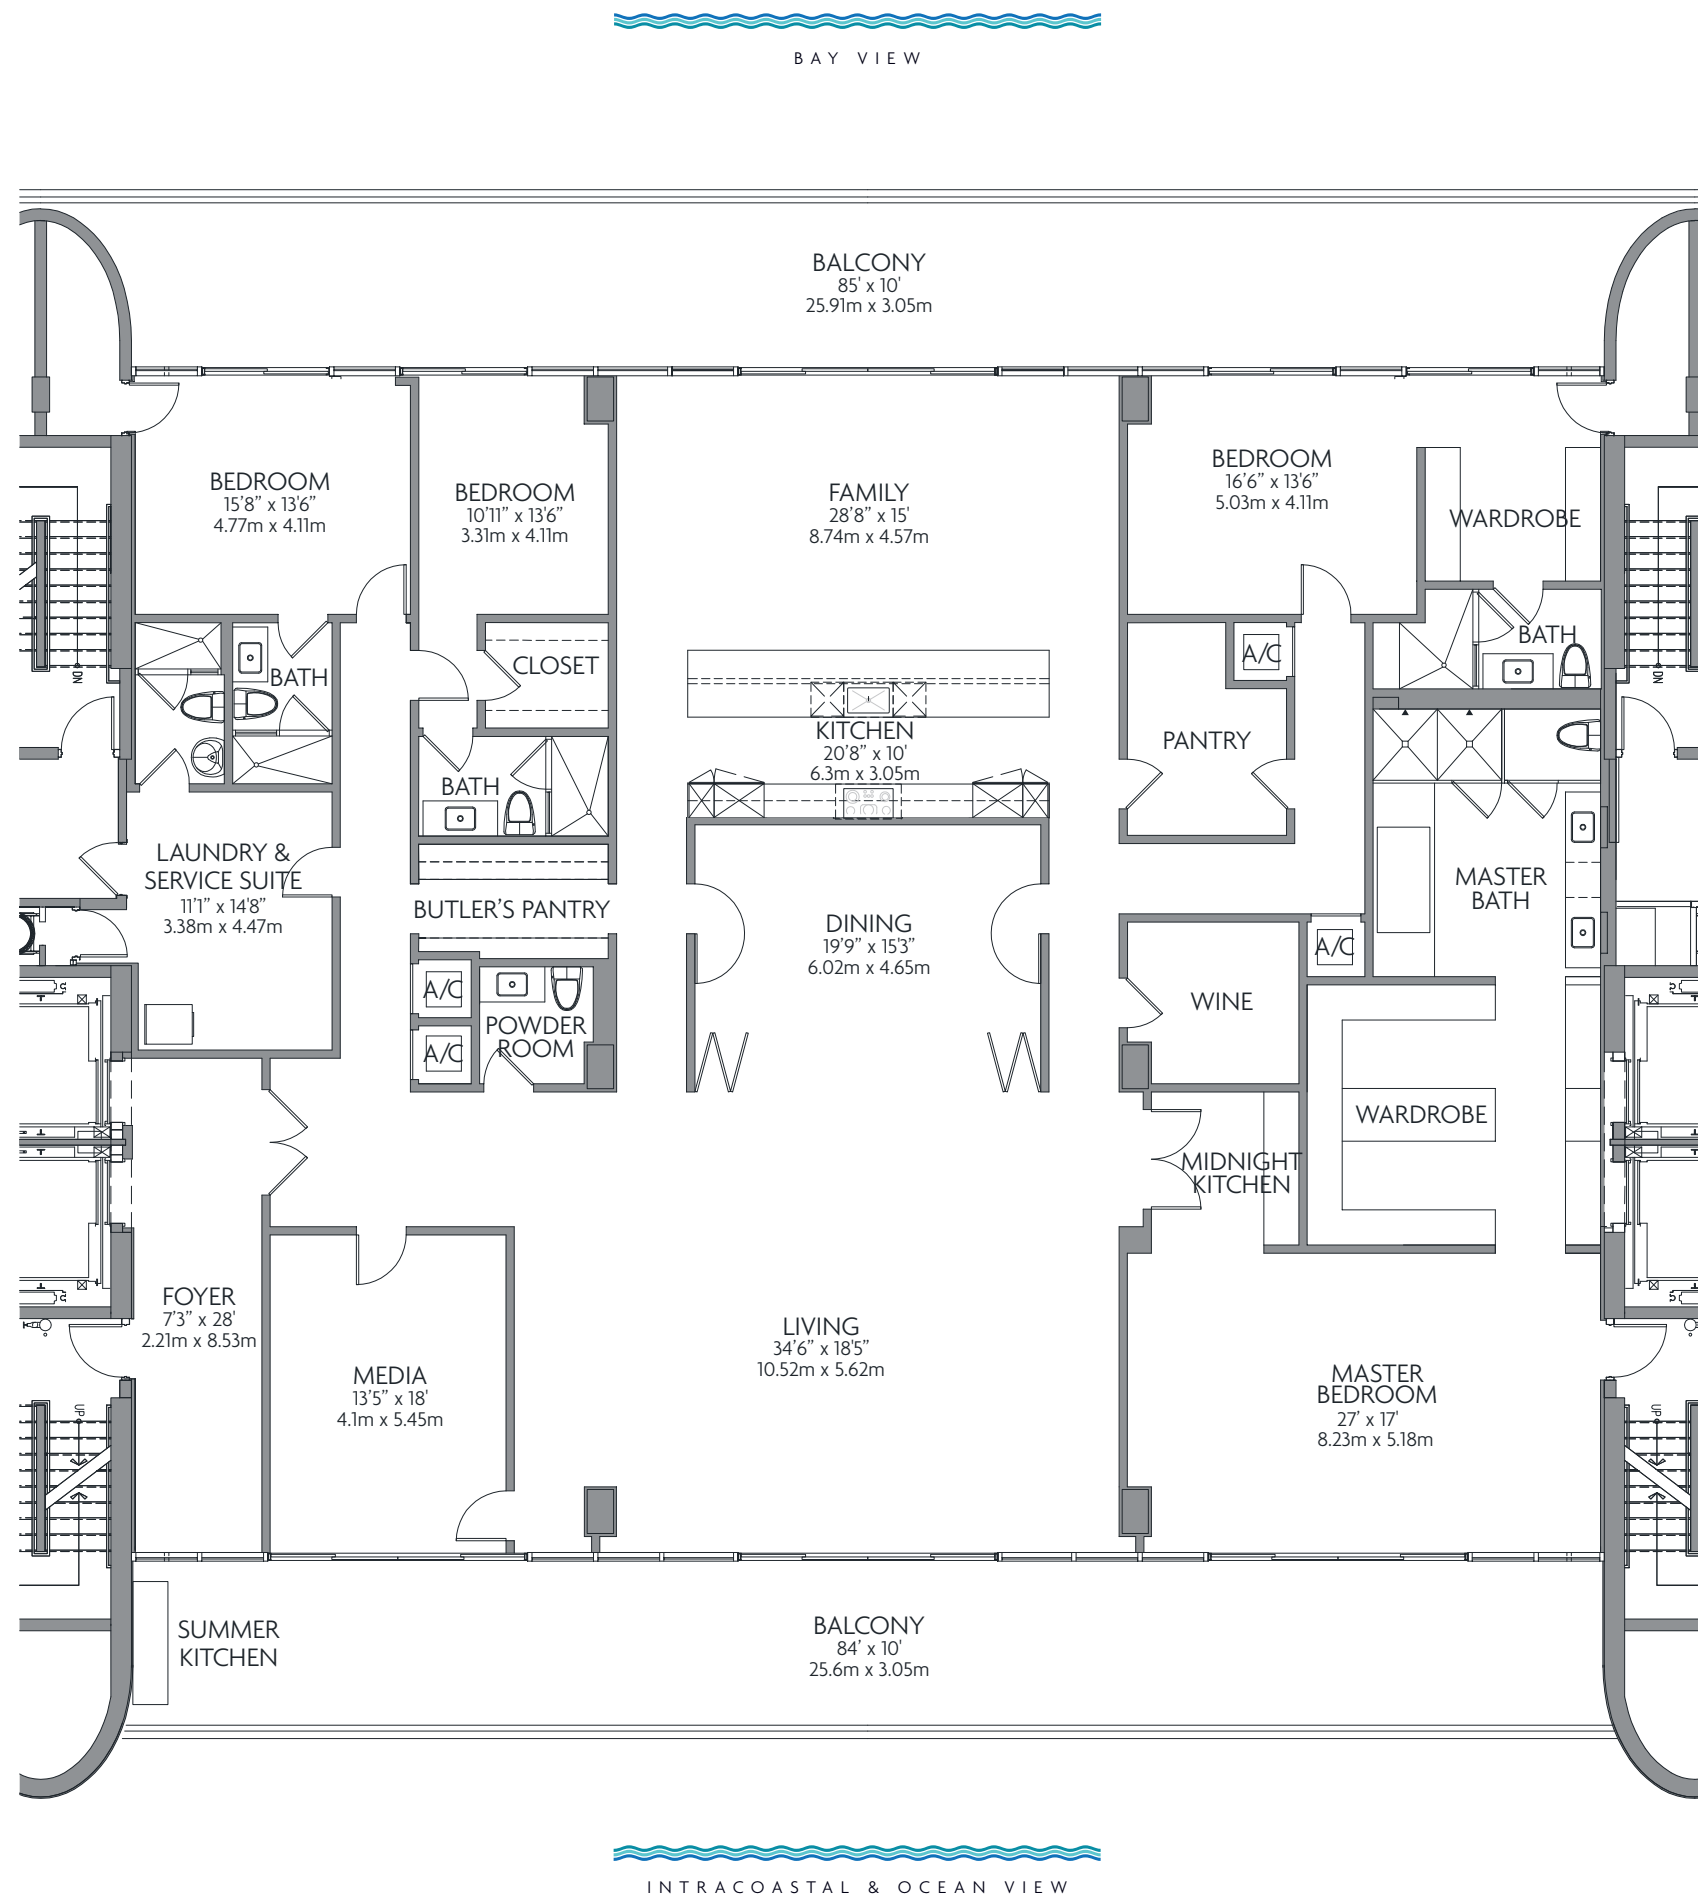 BAY VIEW
BALCONY
85' x 10'
25.91m x 3.05m
BEDROOM
15'8" x 13'6"
4.77m x 4.11m
BEDROOM
10'11" x 13'6"
3.31m x 4.11m
FAMILY
28'8" x 15'
8.74m x 4.57m
BEDROOM
16'6" x 13'6"
5.03m x 4.11m
WARDROBE
DN
BATH
CLOSET
A/C
BATH
DN
KITCHEN
20'8" x 10'
6.3m x 3.05m
PANTRY
BATH
LAUNDRY &
SERVICE SUITE
11'1" x 14'8"
3.38m x 4.47m
BUTLER'S PANTRY
DINING
19'9" x 15'3"
6.02m x 4.65m
MASTER
BATH
A/C
A/C
A/C
POWDER
ROOM
WINE
WARDROBE
MIDNIGHT
KITCHEN
FOYER
7'3" x 28'
2.21m x 8.53m
MEDIA
13'5" x 18'
4.1m x 5.45m
LIVING
34'6" x 18'5"
10.52m x 5.62m
MASTER
BEDROOM
27' x 17'
8.23m x 5.18m
UP
UP
SUMMER
KITCHEN
BALCONY
84' x 10'
25.6m x 3.05m
INTRACOASTAL & OCEAN VIEW